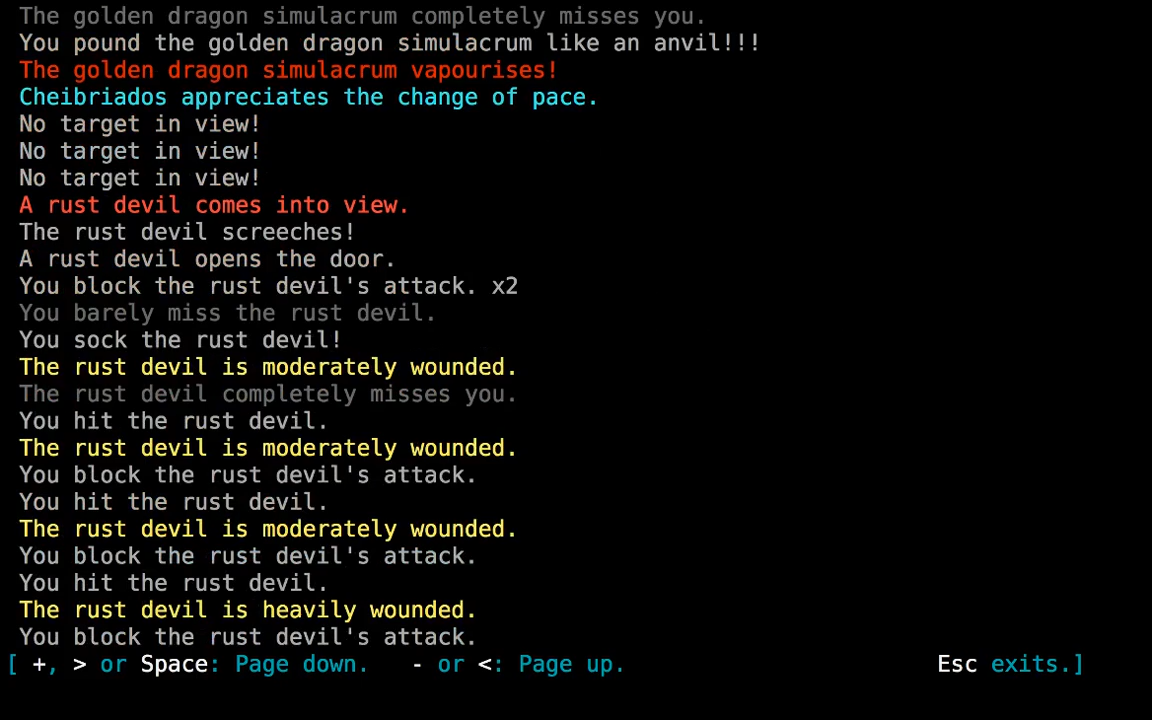 The golden dragon simulacrum completely misses you.
You pound the golden dragon simulacrum like an anvil!!!
The golden dragon simulacrum vapourises!
Cheibriados appreciates the change of pace.
No target in view!
No target in view!
No target in view!
A rust devil comes into view.
The rust devil screeches!
A rust devil opens the door.
You block the rust devil's attack. x2
You barely miss the rust devil.
You sock the rust devil!
The rust devil is moderately wounded.
The rust devil completely misses you.
You hit the rust devil.
The rust devil is moderately wounded.
You block the rust devil's attack.
You hit the rust devil.
The rust devil is moderately wounded.
You block the rust devil's attack.
You hit the rust devil.
The rust devil is heavily wounded.
You block the rust devil's attack.
[ +, > or Space: Page down.   - or <: Page up.                       Esc exits.]